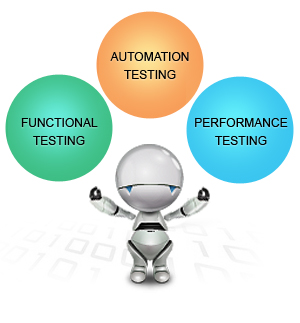 AUTOMATION
TESTING
FUNCTIONAL
TESTING
PERFORMANCE
TESTING